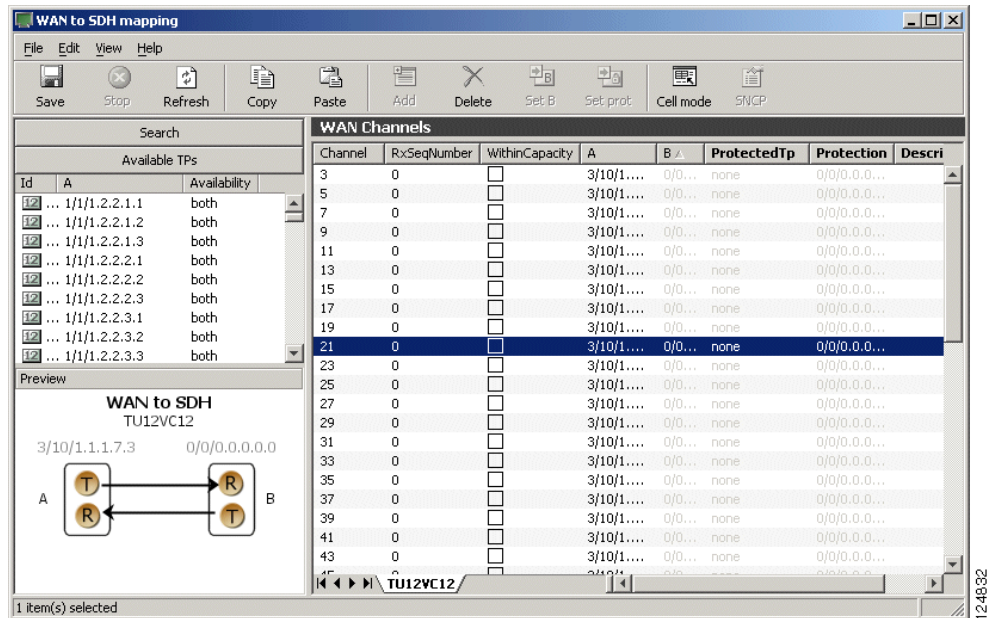 WAN to SDH mapping
File Edit View Help
Save Stop Refresh Copy Paste Add Delete Set B Set prot. Cell mode SNCP
Search
Available TPs
Id A Availability
12 ... 1/1/1.2.2.1.1 both
12 ... 1/1/1.2.2.1.2 both
12 ... 1/1/1.2.2.1.3 both
12 ... 1/1/1.2.2.2.1 both
12 ... 1/1/1.2.2.2.2 both
12 ... 1/1/1.2.2.2.3 both
12 ... 1/1/1.2.2.3.1 both
12 ... 1/1/1.2.2.3.2 both
12 ... 1/1/1.2.2.3.3 both
Preview
WAN to SDH
TU12VC12
3/10/1.1.1.7.3 0/0/0.0.0.0.0
A T R B
R T
WAN Channels
Channel RxSeqNumber WithinCapacity A B ProtectedTp Protection Descri
3 0 3/10/1.... 0/0... none 0/0/0.0.0...
5 0 3/10/1.... 0/0... none 0/0/0.0.0...
7 0 3/10/1.... 0/0... none 0/0/0.0.0...
9 0 3/10/1.... 0/0... none 0/0/0.0.0...
11 0 3/10/1.... 0/0... none 0/0/0.0.0...
13 0 3/10/1.... 0/0... none 0/0/0.0.0...
15 0 3/10/1.... 0/0... none 0/0/0.0.0...
17 0 3/10/1.... 0/0... none 0/0/0.0.0...
19 0 3/10/1.... 0/0... none 0/0/0.0.0...
21 0 3/10/1.... 0/0... none 0/0/0.0.0...
23 0 3/10/1.... 0/0... none 0/0/0.0.0...
25 0 3/10/1.... 0/0... none 0/0/0.0.0...
27 0 3/10/1.... 0/0... none 0/0/0.0.0...
29 0 3/10/1.... 0/0... none 0/0/0.0.0...
31 0 3/10/1.... 0/0... none 0/0/0.0.0...
33 0 3/10/1.... 0/0... none 0/0/0.0.0...
35 0 3/10/1.... 0/0... none 0/0/0.0.0...
37 0 3/10/1.... 0/0... none 0/0/0.0.0...
39 0 3/10/1.... 0/0... none 0/0/0.0.0...
41 0 3/10/1.... 0/0... none 0/0/0.0.0...
43 0 3/10/1.... 0/0... none 0/0/0.0.0...
TU12VC12
1 item(s) selected
124832